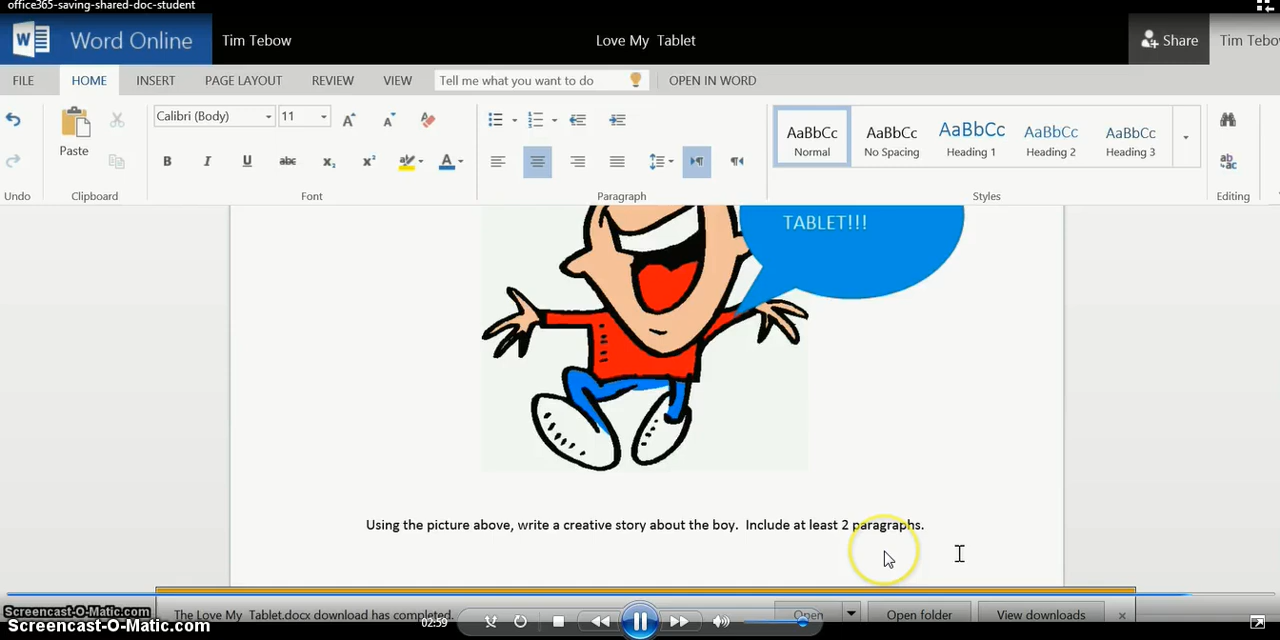 office365-saving-shared-doc-student
Word Online
Tim Tebow
Love My Tablet
Share
Tim Tebow
FILE
HOME
INSERT
PAGE LAYOUT
REVIEW
VIEW
Tell me what you want to do
OPEN IN WORD
Paste
Calibri (Body)
11
AaBbCc
AaBbCc
AaBbCc
AaBbCc
AaBbCc
Normal
No Spacing
Heading 1
Heading 2
Heading 3
Undo
Clipboard
Font
Paragraph
Styles
Editing
TABLET!!!
Using the picture above, write a creative story about the boy. Include at least 2 paragraphs.
The Love My Tablet.docx download has completed.
Open
Open folder
View downloads
Screencast-O-Matic.com
Screencast-O-Matic.com
02:59